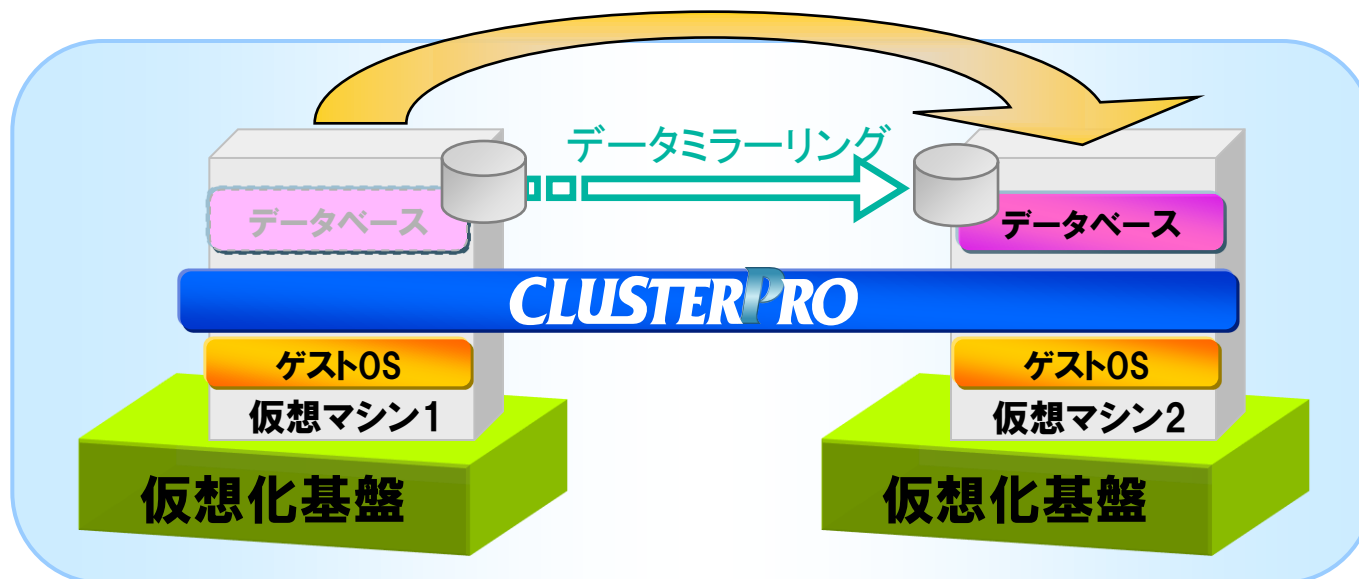 データミラーリング
データベース
データベース
CLUSTERPRO
ゲストOS
ゲストOS
仮想マシン1
仮想マシン2
仮想化基盤
仮想化基盤